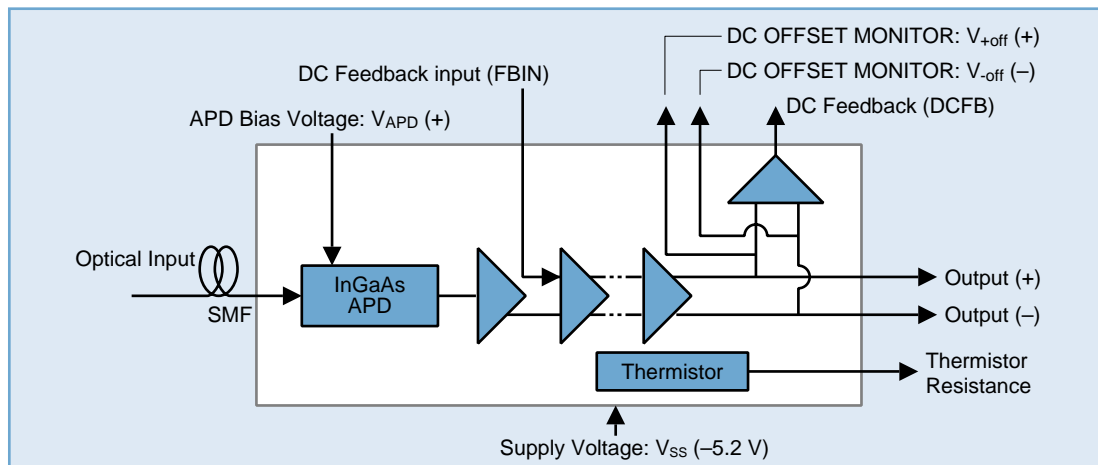 DC OFFSET MONITOR: V+off (+)
DC Feedback input (FBIN)
DC OFFSET MONITOR: V-off (–)
DC Feedback (DCFB)
APD Bias Voltage: VAPD (+)
Optical Input
InGaAs
APD
SMF
Output (+)
Output (–)
Thermistor
Thermistor
Resistance
Supply Voltage: VSS (–5.2 V)